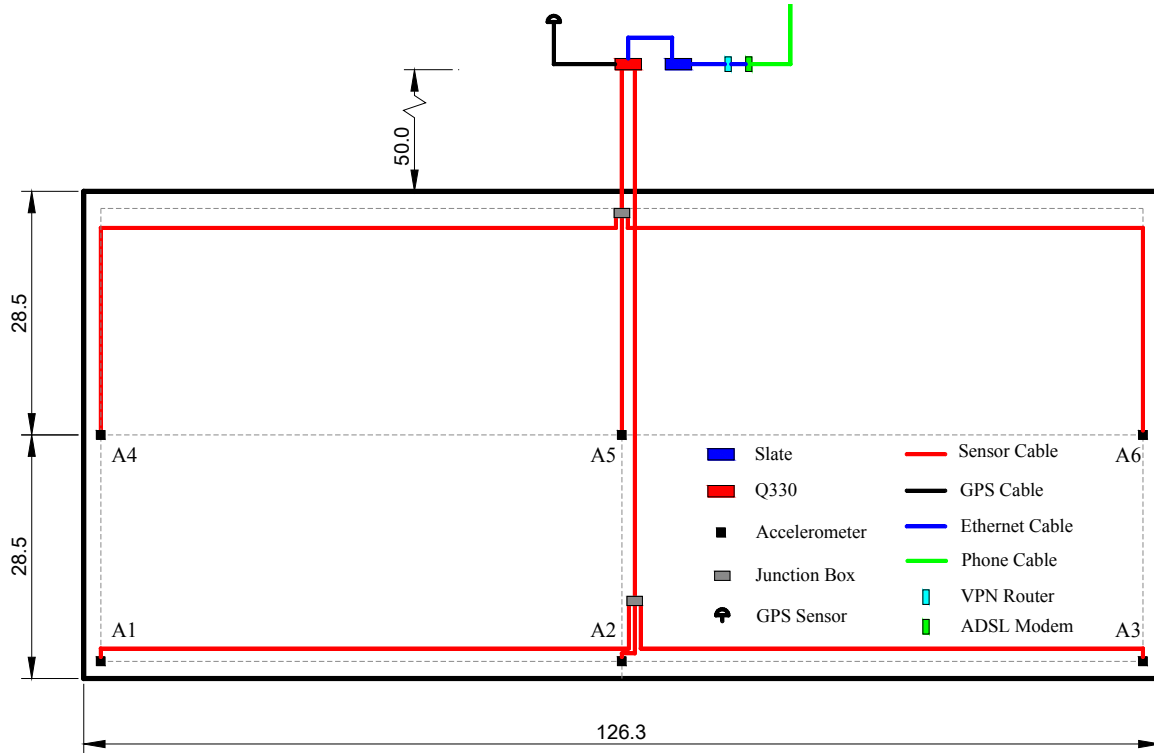 50.0
28.5
A4
A5
A6
Slate
Sensor Cable
Q330
GPS Cable
Accelerometer
Ethernet Cable
Junction Box
Phone Cable
GPS Sensor
VPN Router
ADSL Modem
28.5
A1
A2
A3
126.3